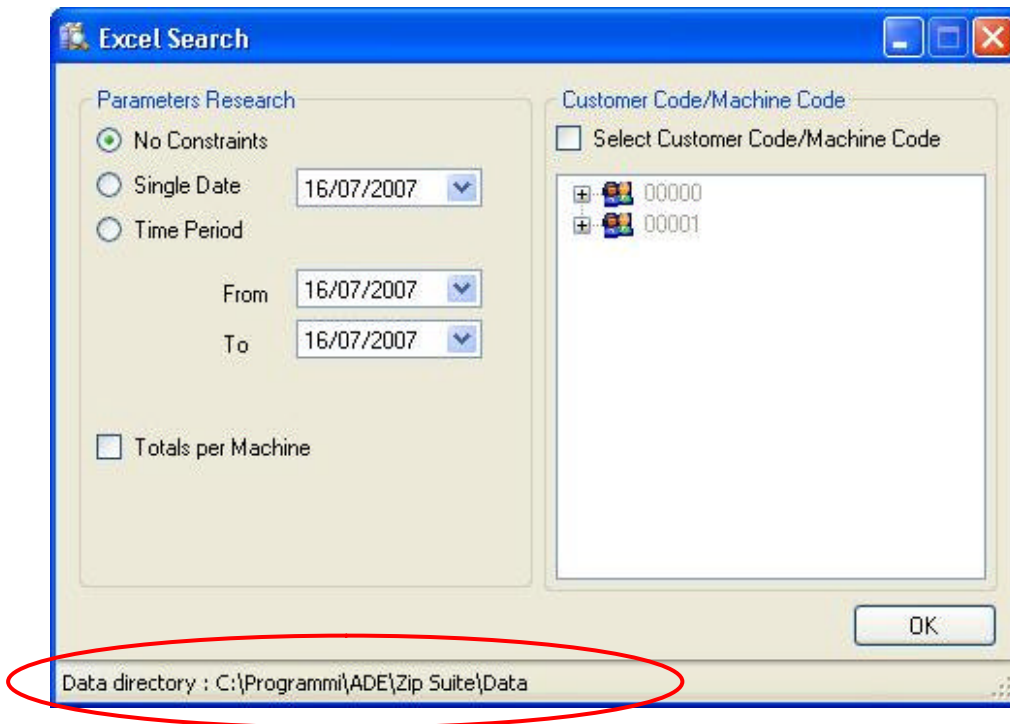 Excel Search
Parameters Research
No Constraints
Single Date 16/07/2007
Time Period
From 16/07/2007
To 16/07/2007
Totals per Machine
Customer Code/Machine Code
Select Customer Code/Machine Code
00000
00001
OK
Data directory : C:\Programmi\ADE\Zip Suite\Data